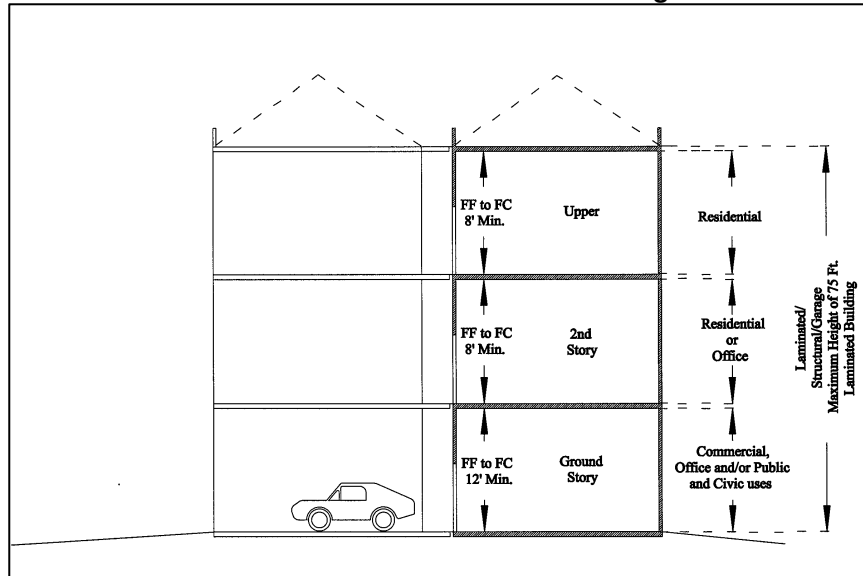 FF to FC
8' Min.
Upper
Residential
FF to FC
8' Min.
2nd
Story
Residential
or
Office
FF to FC
12' Min.
Ground
Story
Commercial,
Office and/or Public
and Civic uses
Laminated/
Structural/Garage
Maximum Height of 75 Ft.
Laminated Building